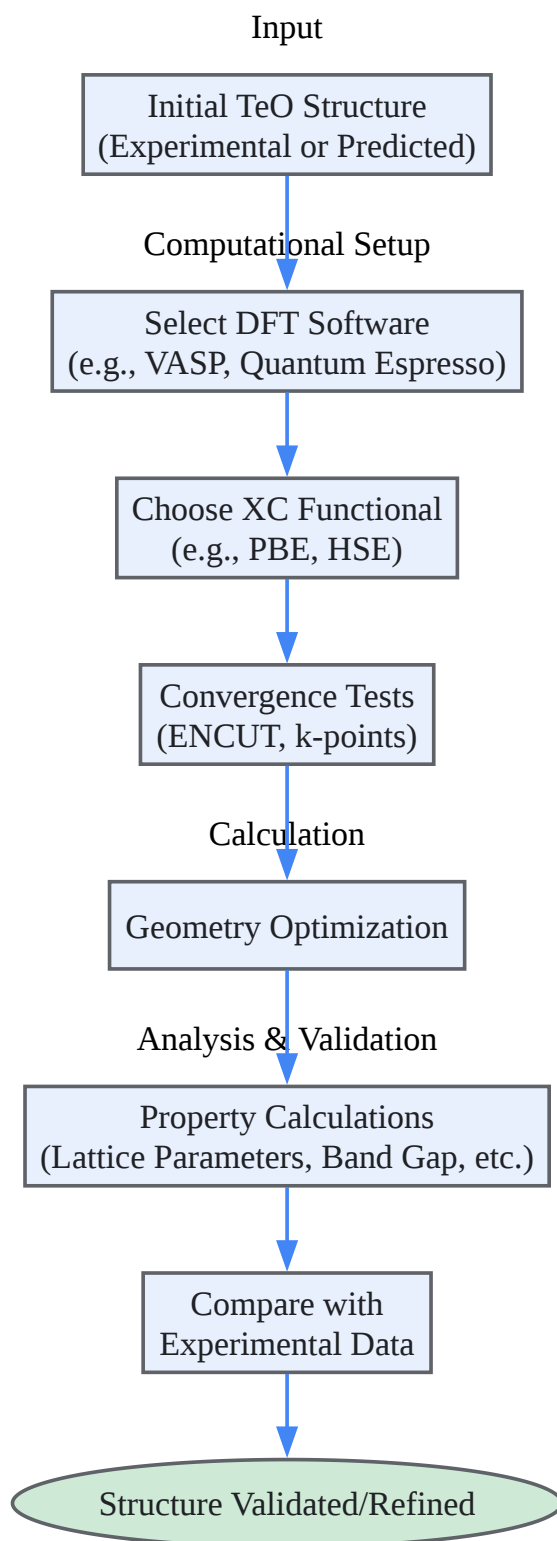 Input
Initial TeO Structure
(Experimental or Predicted)
Computational Setup
Select DFT Software
(e.g., VASP, Quantum Espresso)
Choose XC Functional
(e.g., PBE, HSE)
Convergence Tests
(ENCUT, k-points)
Calculation
Geometry Optimization
Analysis & Validation
Property Calculations
(Lattice Parameters, Band Gap, etc.)
Compare with
Experimental Data
Structure Validated/Refined